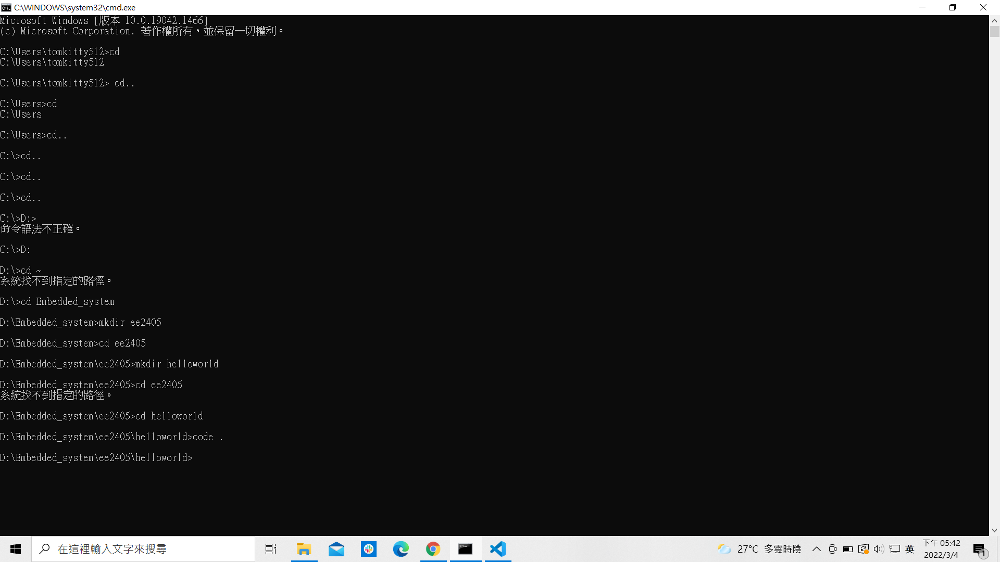 C:\WINDOWS\system32\cmd.exe
Microsoft Windows [版本 10.0.19042.1466]
(c) Microsoft Corporation. 著作權所有，並保留一切權利。
C:\Users\tomkitty512>cd
C:\Users\tomkitty512
C:\Users\tomkitty512> cd..
C:\Users>cd
C:\Users
C:\Users>cd..
C:\>cd..
C:\>cd..
C:\>cd..
C:\>D:>
命令語法不正確。
C:\>D:
D:\>cd ~
系統找不到指定的路徑。
D:\>cd Embedded_system
D:\Embedded_system>mkdir ee2405
D:\Embedded_system>cd ee2405
D:\Embedded_system\ee2405>mkdir helloworld
D:\Embedded_system\ee2405>cd ee2405
系統找不到指定的路徑。
D:\Embedded_system\ee2405>cd helloworld
D:\Embedded_system\ee2405\helloworld>code .
D:\Embedded_system\ee2405\helloworld>
在這裡輸入文字來搜尋
27°C 多雲時陰
英
下午 05:42
2022/3/4
1